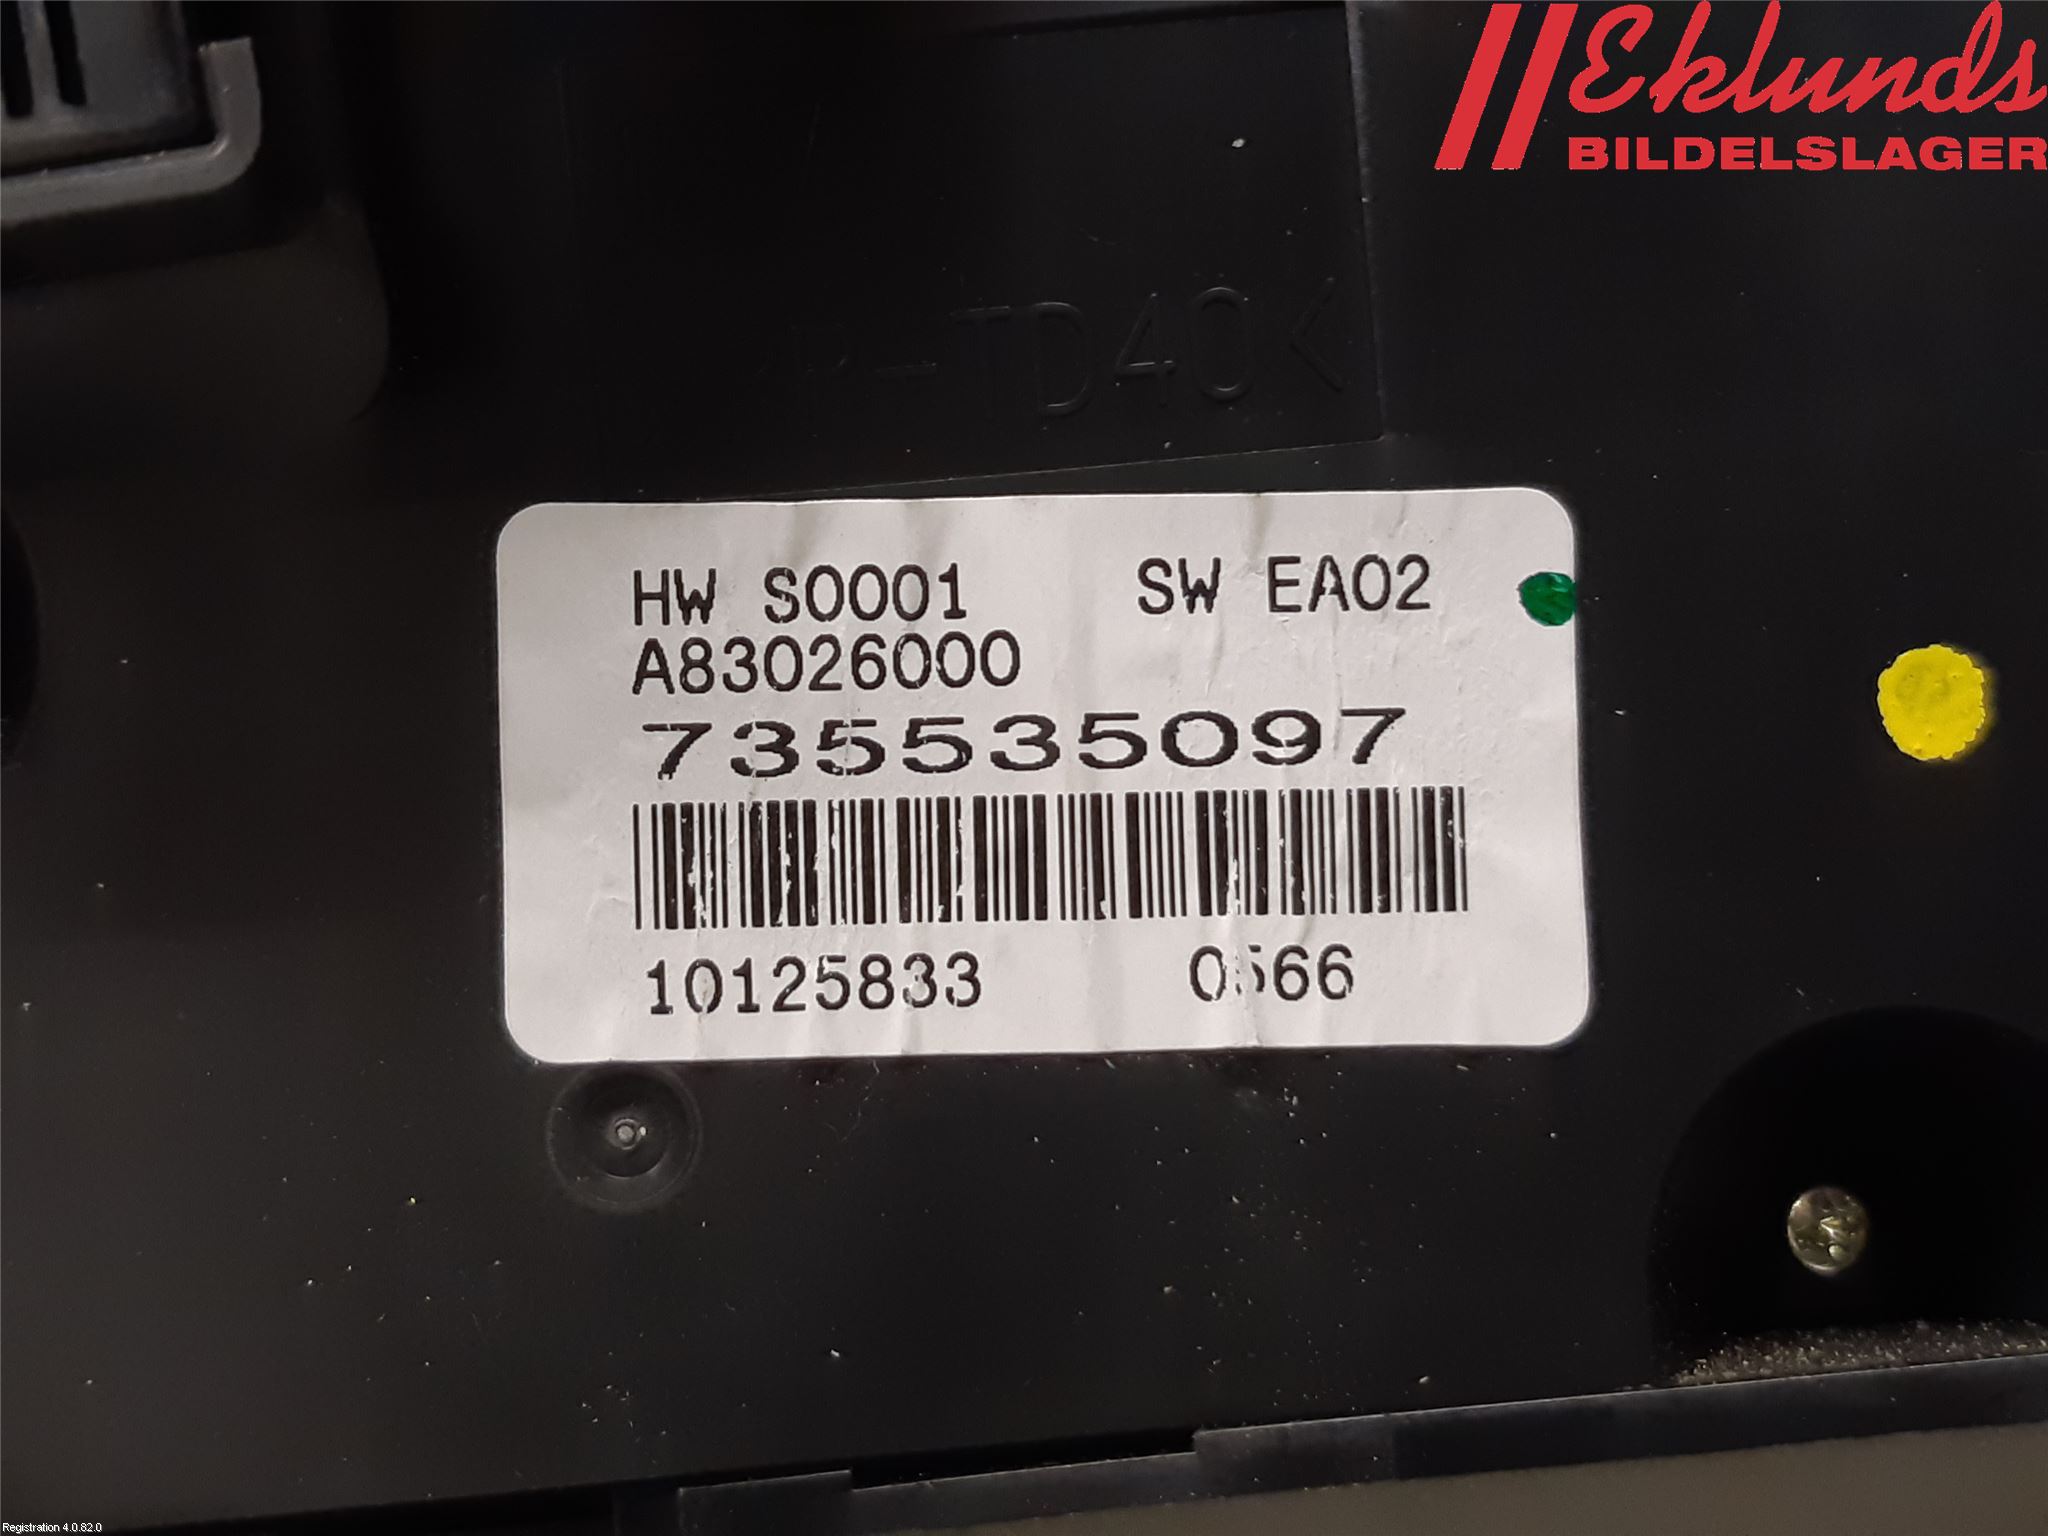 Eklunds
BILDELSLAGER
P-TD40<
HW S0001 SW EA02
A83026000
735535097
10125833 0566
Registration 4.0.82.0